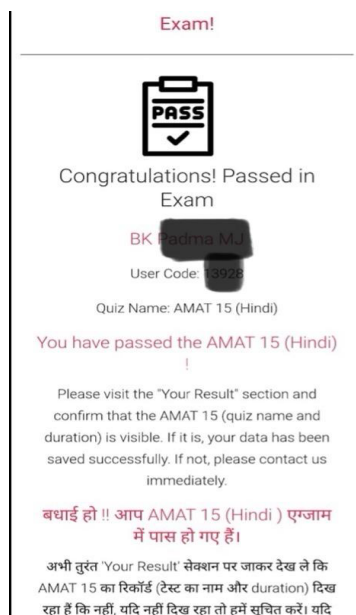 Exam!
PASS
Congratulations! Passed in
Exam
BK
User Code:
Quiz Name: AMAT 15 (Hindi)
You have passed the AMAT 15 (Hindi)
!
Please visit the "Your Result" section and
confirm that the AMAT 15 (quiz name and
duration) is visible. If it is, your data has been
saved successfully. If not, please contact us
immediately.
बधाई हो !! आप AMAT 15 (Hindi ) एग्जाम
में पास हो गए हैं।
अभी तुरंत 'Your Result' सेक्शन पर जाकर देख ले कि
AMAT 15 का रिकॉर्ड (टेस्ट का नाम और duration) दिख
रहा हैं कि नहीं, यदि नहीं दिख रहा तो हमें सूचित करें। यदि